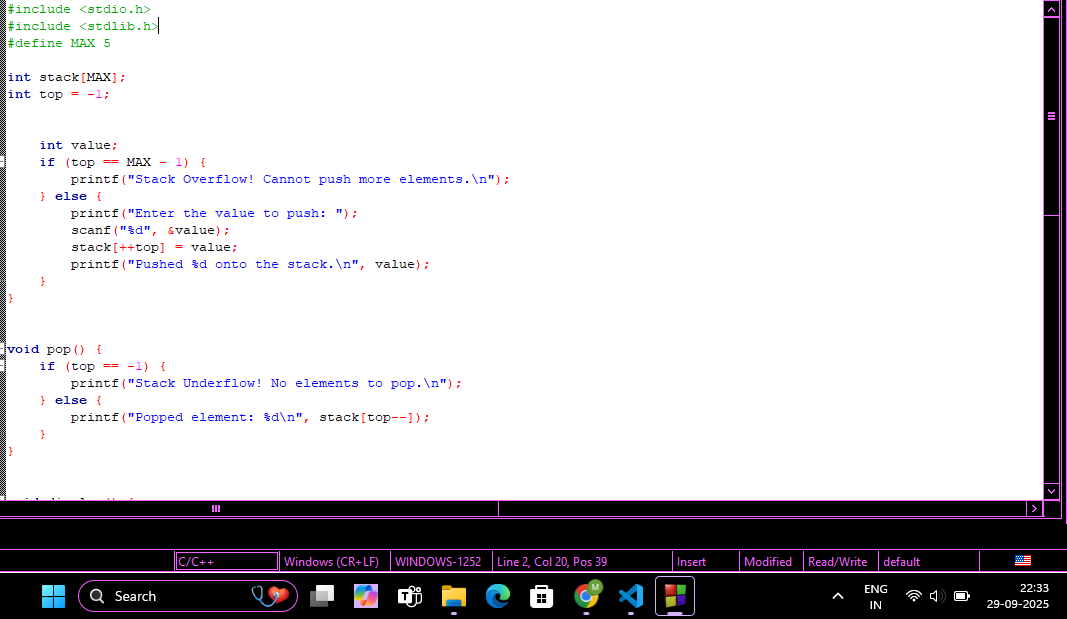 #include <stdio.h>
#include <stdlib.h>
#define MAX 5
int stack[MAX];
int top = -1;
int value;
if (top == MAX - 1) {
printf("Stack Overflow! Cannot push more elements.\n");
} else {
printf("Enter the value to push: ");
scanf("%d", &value);
stack[++top] = value;
printf("Pushed %d onto the stack.\n", value);
}
}
void pop() {
if (top == -1) {
printf("Stack Underflow! No elements to pop.\n");
} else {
printf("Popped element: %d\n", stack[top--]);
}
}
C/C++ Windows (CR+LF) WINDOWS-1252 Line 2, Col 20, Pos 39 Insert Modified Read/Write default
Search M ENG 22:33
IN 29-09-2025